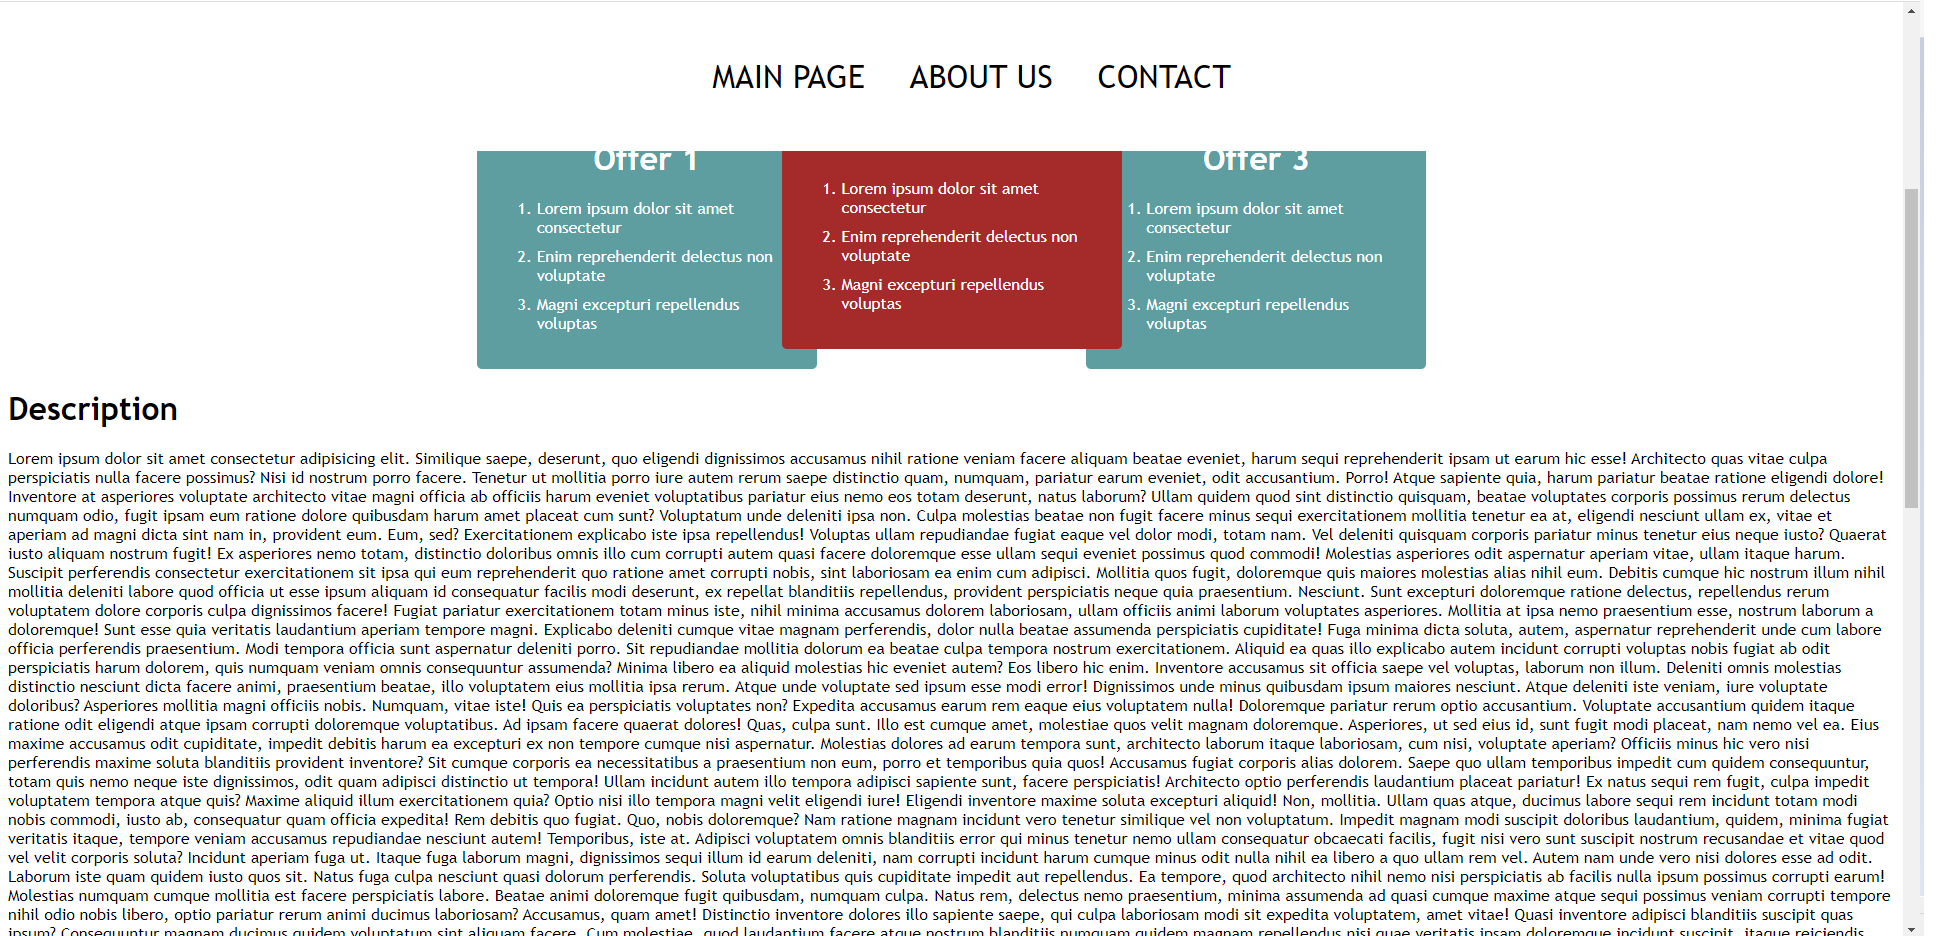 MAIN PAGE ABOUT US CONTACT
Offer 1
1. Lorem ipsum dolor sit amet
consectetur
2. Enim reprehenderit delectus non
voluptate
3. Magni excepturi repellendus
voluptas
1. Lorem ipsum dolor sit amet
consectetur
2. Enim reprehenderit delectus non
voluptate
3. Magni excepturi repellendus
voluptas
Offer 3
1. Lorem ipsum dolor sit amet
consectetur
2. Enim reprehenderit delectus non
voluptate
3. Magni excepturi repellendus
voluptas
Description
Lorem ipsum dolor sit amet consectetur adipisicing elit. Similique saepe, deserunt, quo eligendi dignissimos accusamus nihil ratione veniam facere aliquam beatae eveniet, harum sequi reprehenderit ipsam ut earum hic esse! Architecto quas vitae culpa
perspiciatis nulla facere possimus? Nisi id nostrum porro facere. Tenetur ut mollitia porro iure autem rerum saepe distinctio quam, numquam, pariatur earum eveniet, odit accusantium. Porro! Atque sapiente quia, harum pariatur beatae ratione eligendi dolore!
Inventore at asperiores voluptate architecto vitae magni officia ab officiis harum eveniet voluptatibus pariatur eius nemo eos totam deserunt, natus laborum? Ullam quidem quod sint distinctio quisquam, beatae voluptates corporis possimus rerum delectus
numquam odio, fugit ipsam eum ratione dolore quibusdam harum amet placeat cum sunt? Voluptatum unde deleniti ipsa non. Culpa molestias beatae non fugit facere minus sequi exercitationem mollitia tenetur ea at, eligendi nesciunt ullam ex, vitae et
aperiam ad magni dicta sint nam in, provident eum. Eum, sed? Exercitationem explicabo iste ipsa repellendus! Voluptas ullam repudiandae fugiat eaque vel dolor modi, totam nam. Vel deleniti quisquam corporis pariatur minus tenetur eius neque iusto? Quaerat
iusto aliquam nostrum fugit! Ex asperiores nemo totam, distinctio doloribus omnis illo cum corrupti autem quasi facere doloremque esse ullam sequi eveniet possimus quod commodi! Molestias asperiores odit aspernatur aperiam vitae, ullam itaque harum.
Suscipit perferendis consectetur exercitationem sit ipsa qui eum reprehenderit quo ratione amet corrupti nobis, sint laboriosam ea enim cum adipisci. Mollitia quos fugit, doloremque quis maiores molestias alias nihil eum. Debitis cumque hic nostrum illum nihil
mollitia deleniti labore quod officia ut esse ipsum aliquam id consequatur facilis modi deserunt, ex repellat blanditiis repellendus, provident perspiciatis neque quia praesentium. Nesciunt. Sunt excepturi doloremque ratione delectus, repellendus rerum
voluptatem dolore corporis culpa dignissimos facere! Fugiat pariatur exercitationem totam minus iste, nihil minima accusamus dolorem laboriosam, ullam officiis animi laborum voluptates asperiores. Mollitia at ipsa nemo praesentium esse, nostrum laborum a
doloremque! Sunt esse quia veritatis laudantium aperiam tempore magni. Explicabo deleniti cumque vitae magnam perferendis, dolor nulla beatae assumenda perspiciatis cupiditate! Fuga minima dicta soluta, autem, aspernatur reprehenderit unde cum labore
officia perferendis praesentium. Modi tempora officia sunt aspernatur deleniti porro. Sit repudiandae mollitia dolorum ea beatae culpa tempora nostrum exercitationem. Aliquid ea quas illo explicabo autem incidunt corrupti voluptas nobis fugiat ab odit
perspiciatis harum dolorem, quis numquam veniam omnis consequuntur assumenda? Minima libero ea aliquid molestias hic eveniet autem? Eos libero hic enim. Inventore accusamus sit officia saepe vel voluptas, laborum non illum. Deleniti omnis molestias
distinctio nesciunt dicta facere animi, praesentium beatae, illo voluptatem eius mollitia ipsa rerum. Atque unde voluptate sed ipsum esse modi error! Dignissimos unde minus quibusdam ipsum maiores nesciunt. Atque deleniti iste veniam, iure voluptate
doloribus? Asperiores mollitia magni officiis nobis. Numquam, vitae iste! Quis ea perspiciatis voluptates non? Expedita accusamus earum rem eaque eius voluptatem nulla! Doloremque pariatur rerum optio accusantium. Voluptate accusantium quidem itaque
ratione odit eligendi atque ipsam corrupti doloremque voluptatibus. Ad ipsam facere quaerat dolores! Quas, culpa sunt. Illo est cumque amet, molestiae quos velit magnam doloremque. Asperiores, ut sed eius id, sunt fugit modi placeat, nam nemo vel ea. Eius
maxime accusamus odit cupiditate, impedit debitis harum ea excepturi ex non tempore cumque nisi aspernatur. Molestias dolores ad earum tempora sunt, architecto laborum itaque laboriosam, cum nisi, voluptate aperiam? Officiis minus hic vero nisi
perferendis maxime soluta blanditiis provident inventore? Sit cumque corporis ea necessitatibus a praesentium non eum, porro et temporibus quia quos! Accusamus fugiat corporis alias dolorem. Saepe quo ullam temporibus impedit cum quidem consequuntur,
totam quis nemo neque iste dignissimos, odit quam adipisci distinctio ut tempora! Ullam incidunt autem illo tempora adipisci sapiente sunt, facere perspiciatis! Architecto optio perferendis laudantium placeat pariatur! Ex natus sequi rem fugit, culpa impedit
voluptatem tempora atque quis? Maxime aliquid illum exercitationem quia? Optio nisi illo tempora magni velit eligendi iure! Eligendi inventore maxime soluta excepturi aliquid! Non, mollitia. Ullam quas atque, ducimus labore sequi rem incidunt totam modi
nobis commodi, iusto ab, consequatur quam officia expedita! Rem debitis quo fugiat. Quo, nobis doloremque? Nam ratione magnam incidunt vero tenetur similique vel non voluptatum. Impedit magnam modi suscipit doloribus laudantium, quidem, minima fugiat
veritatis itaque, tempore veniam accusamus repudiandae nesciunt autem! Temporibus, iste at. Adipisci voluptatem omnis blanditiis error qui minus tenetur nemo ullam consequatur obcaecati facilis, fugit nisi vero sunt suscipit nostrum recusandae et vitae quod
vel velit corporis soluta? Incidunt aperiam fuga ut. Itaque fuga laborum magni, dignissimos sequi illum id earum deleniti, nam corrupti incidunt harum cumque minus odit nulla nihil ea libero a quo ullam rem vel. Autem nam unde vero nisi dolores esse ad odit.
Laborum iste quam quidem iusto quos sit. Natus fuga culpa nesciunt quasi dolorum perferendis. Soluta voluptatibus quis cupiditate impedit aut repellendus. Ea tempore, quod architecto nihil nemo nisi perspiciatis ab facilis nulla ipsum possimus corrupti earum!
Molestias numquam cumque mollitia est facere perspiciatis labore. Beatae animi doloremque fugit quibusdam, numquam culpa. Natus rem, delectus nemo praesentium, minima assumenda ad quasi cumque maxime atque sequi possimus veniam corrupti tempore
nihil odio nobis libero, optio pariatur rerum animi ducimus laboriosam? Accusamus, quam amet! Distinctio inventore dolores illo sapiente saepe, qui culpa laboriosam modi sit expedita voluptatem, amet vitae! Quasi inventore adipisci blanditiis suscipit quas
ipsum? Consequuntur magnam ducimus quidem voluptatum sint aliquam facere. Cum molestiae, quod laudantium facere atque nostrum blanditiis numquam quidem magnam repellendus nisi quae veritatis ipsam doloremque incidunt suscipit, itaque reiciendis